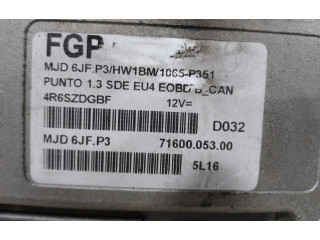 FGP
MJD 6JF.P3/HW1BM/1065-P351
PUNTO 1.3 SDE EU4 EOBD B_CAN
4R6SZDGBF 12V=
D032
MJD 6JF.P3 71600.053.00
5L16